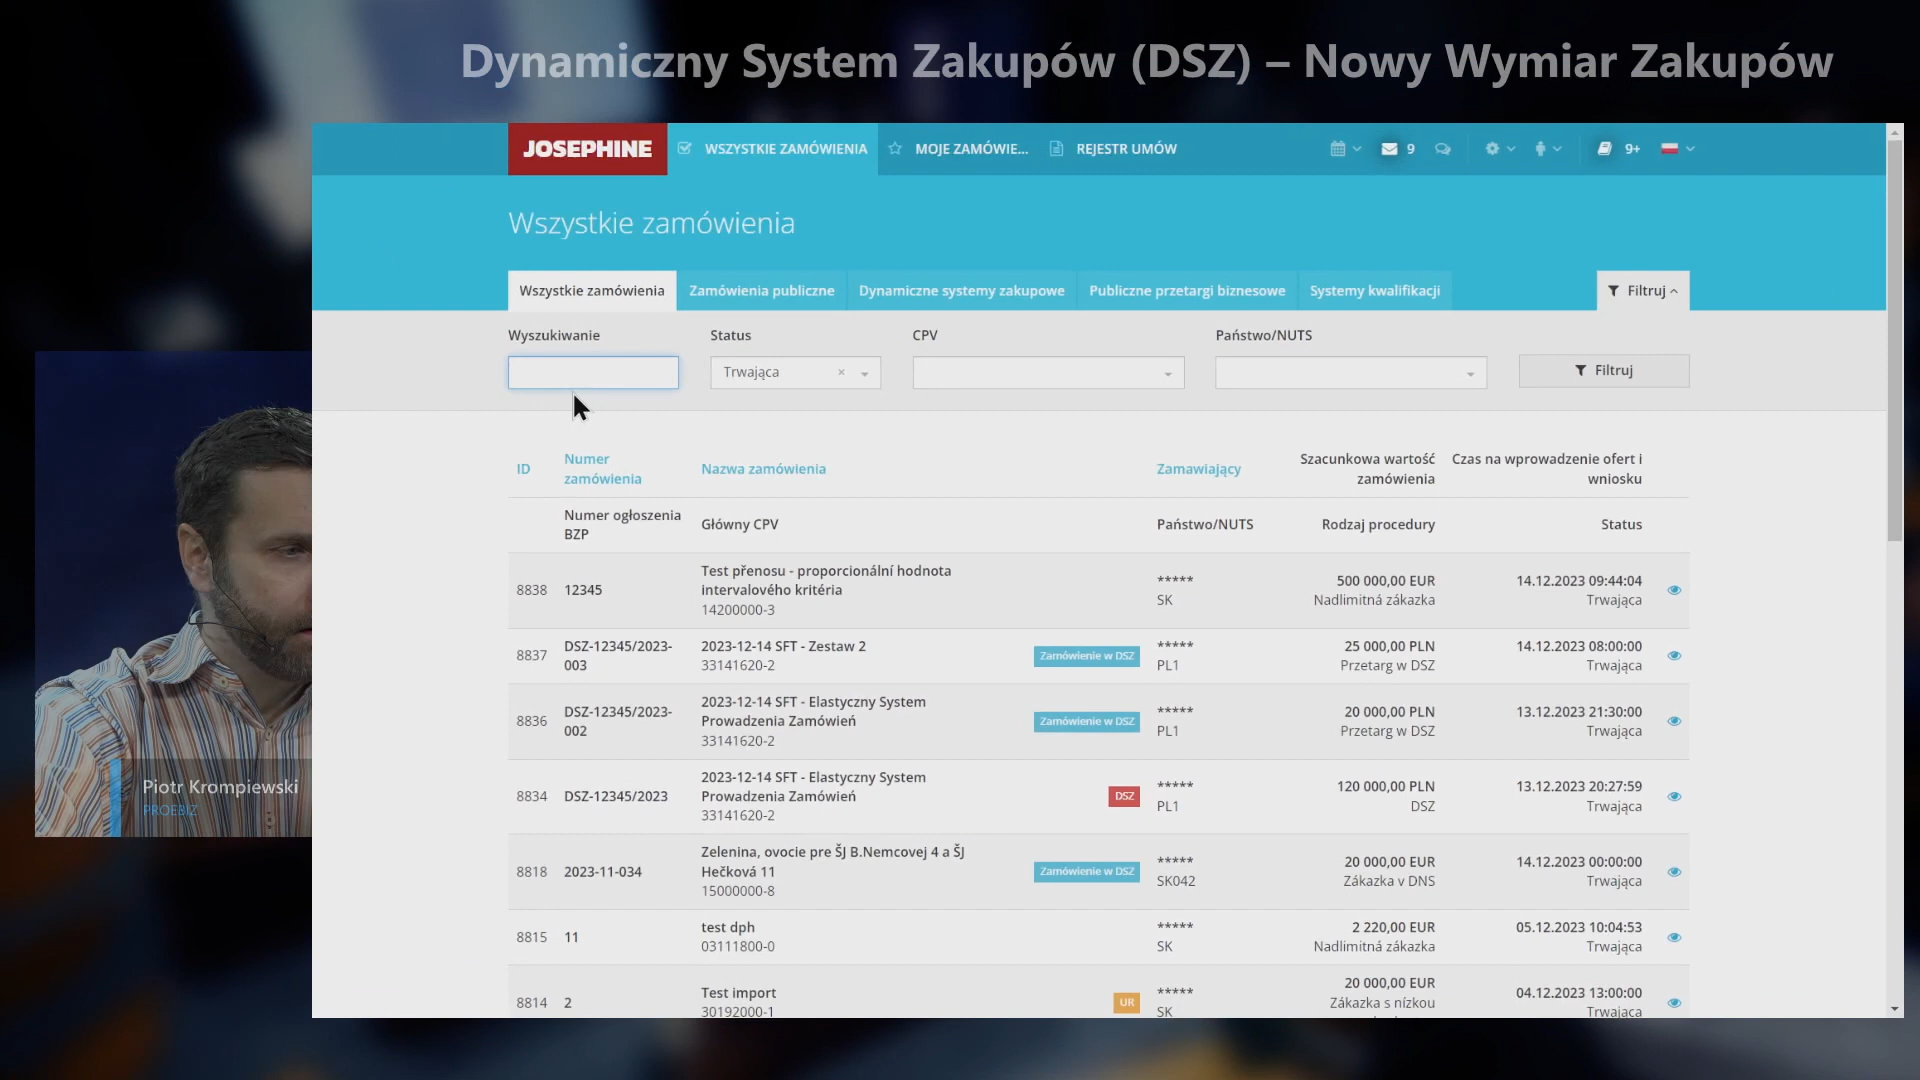 Dynamiczny System Zakupów (DSZ) – Nowy Wymiar Zakupów
JOSEPHINE
WSZYSTKIE ZAMÓWIENIA
MOJE ZAMÓWIE...
REJESTR UMÓW
9
9+
Wszystkie zamówienia
Wszystkie zamówienia
Zamówienia publiczne
Dynamiczne systemy zakupowe
Publiczne przetargi biznesowe
Systemy kwalifikacji
Filtruj
Wyszukiwanie
Status
CPV
Państwo/NUTS
Trwająca ×
Filtruj
ID
Numer
zamówienia
Nazwa zamówienia
Zamawiający
Szacunkowa wartość
zamówienia
Czas na wprowadzenie ofert i
wniosku
Numer ogłoszenia
BZP
Główny CPV
Państwo/NUTS
Rodzaj procedury
Status
8838
12345
Test přenosu - proporcionální hodnota
intervalového kritéria
14200000-3
*****
SK
500 000,00 EUR
Nadlimitná zákazka
14.12.2023 09:44:04
Trwająca
8837
DSZ-12345/2023-
003
2023-12-14 SFT - Zestaw 2
33141620-2
Zamówienie w DSZ
*****
PL1
25 000,00 PLN
Przetarg w DSZ
14.12.2023 08:00:00
Trwająca
8836
DSZ-12345/2023-
002
2023-12-14 SFT - Elastyczny System
Prowadzenia Zamówień
33141620-2
Zamówienie w DSZ
*****
PL1
20 000,00 PLN
Przetarg w DSZ
13.12.2023 21:30:00
Trwająca
8834
DSZ-12345/2023
2023-12-14 SFT - Elastyczny System
Prowadzenia Zamówień
33141620-2
DSZ
*****
PL1
120 000,00 PLN
DSZ
13.12.2023 20:27:59
Trwająca
8818
2023-11-034
Zelenina, ovocie pre ŠJ B.Nemcovej 4 a ŠJ
Hečková 11
15000000-8
Zamówienie w DSZ
*****
SK042
20 000,00 EUR
Zákazka v DNS
14.12.2023 00:00:00
Trwająca
8815
11
test dph
03111800-0
*****
SK
2 220,00 EUR
Nadlimitná zákazka
05.12.2023 10:04:53
Trwająca
8814
2
Test import
30192000-1
UR
*****
SK
20 000,00 EUR
Zákazka s nízkou
04.12.2023 13:00:00
Trwająca
Piotr Krompiewski
PROEBIZ